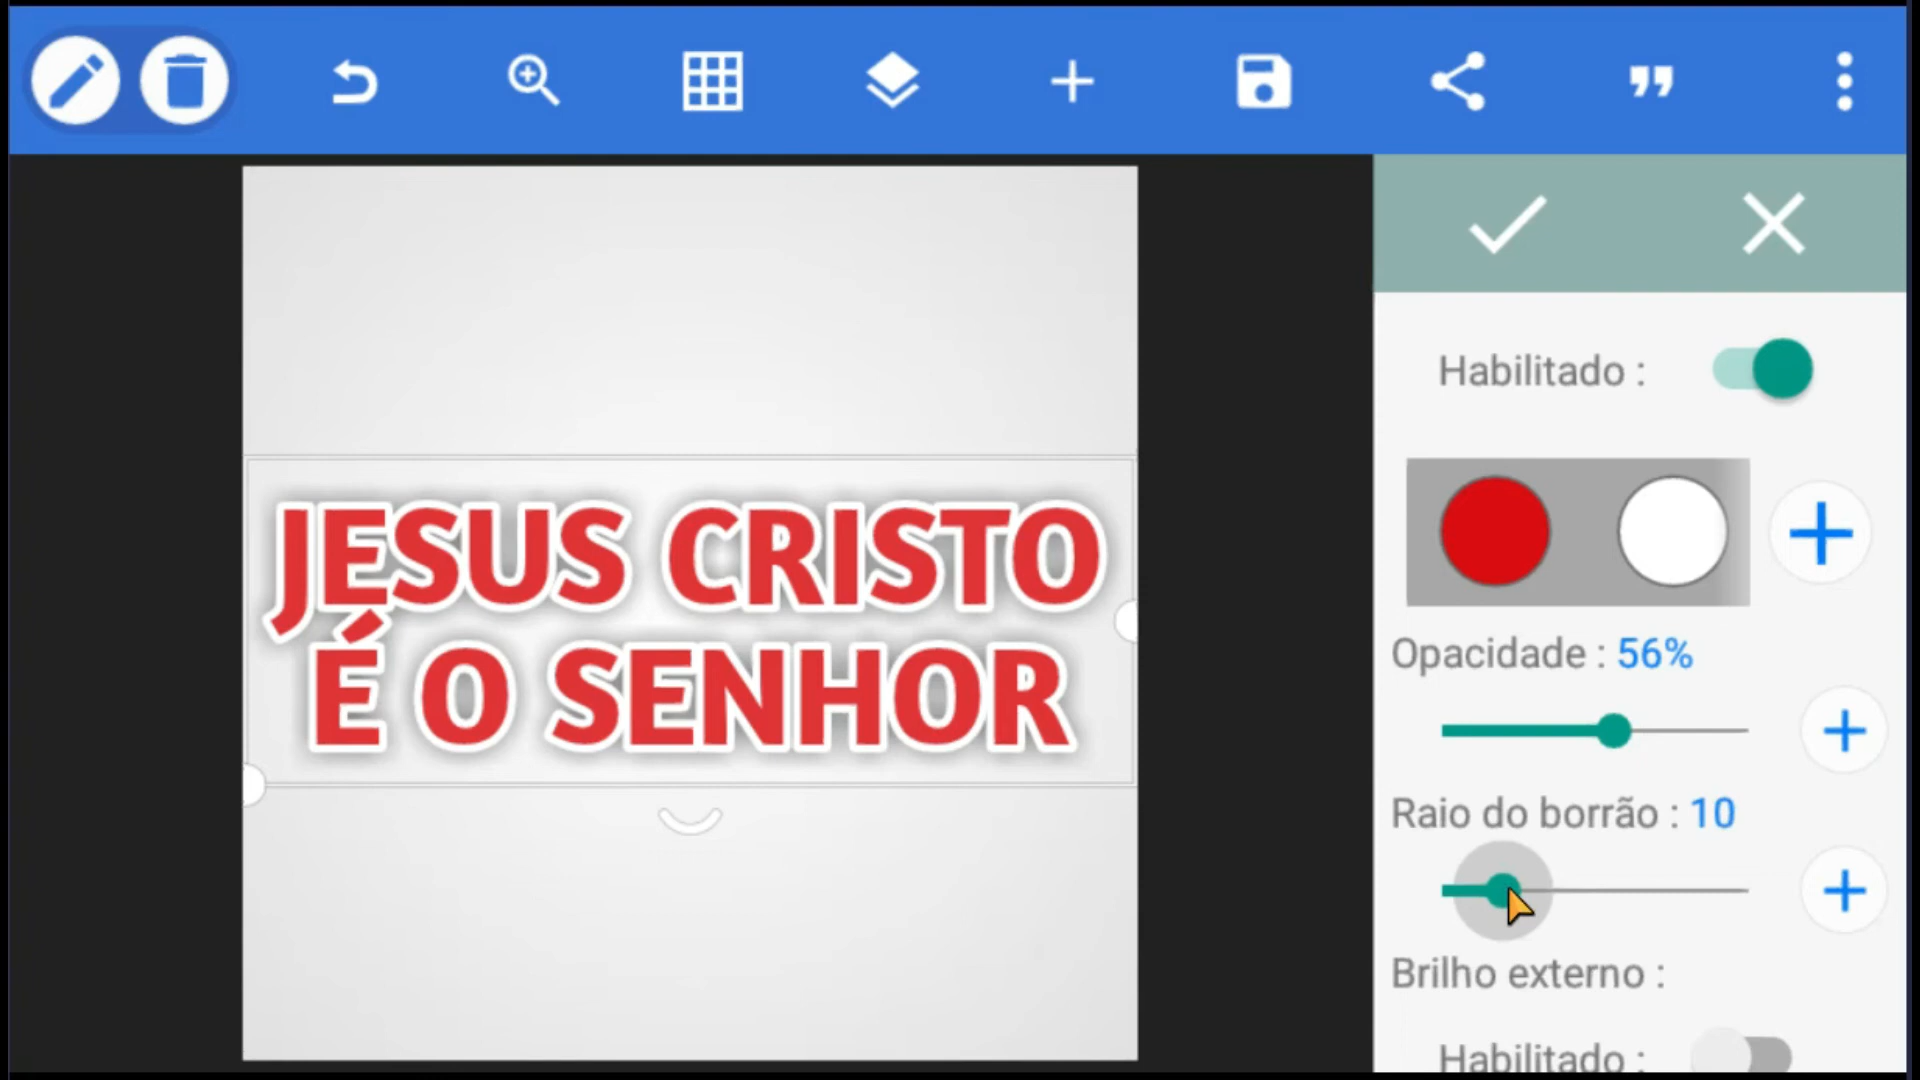 Habilitado :
JESUS CRISTO
É O SENHOR
Opacidade : 56%
Raio do borrão : 10
Brilho externo :
Habilitado :